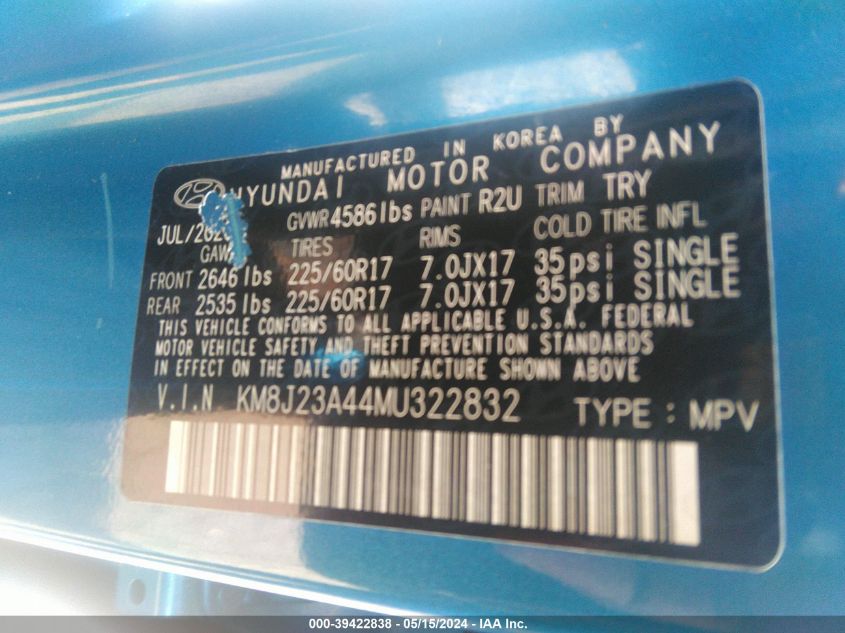 MANUFACTURED IN KOREA BY
HYUNDAI MOTOR COMPANY
GVWR 4586 lbs PAINT R2U TRIM TRY
TIRES RIMS COLD TIRE INFL
FRONT 2646 lbs 225/60R17 7.0JX17 35psi SINGLE
REAR 2535 lbs 225/60R17 7.0JX17 35psi SINGLE
THIS VEHICLE CONFORMS TO ALL APPLICABLE U.S.A. FEDERAL
MOTOR VEHICLE SAFETY AND THEFT PREVENTION STANDARDS
IN EFFECT ON THE DATE OF MANUFACTURE SHOWN ABOVE
V.I.N KM8J23A44MU322832 TYPE : MPV
000-39422838 - 05/15/2024 - IAA Inc.